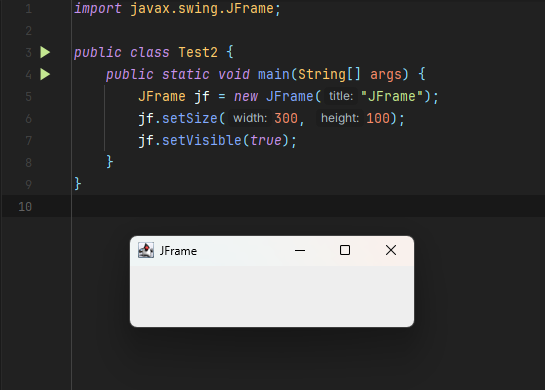 1 import javax.swing.JFrame;
2
3 public class Test2 {
4 public static void main(String[] args) {
5 JFrame jf = new JFrame( title: "JFrame");
6 jf.setSize( width: 300, height: 100);
7 jf.setVisible(true);
8 }
9 }
10
JFrame